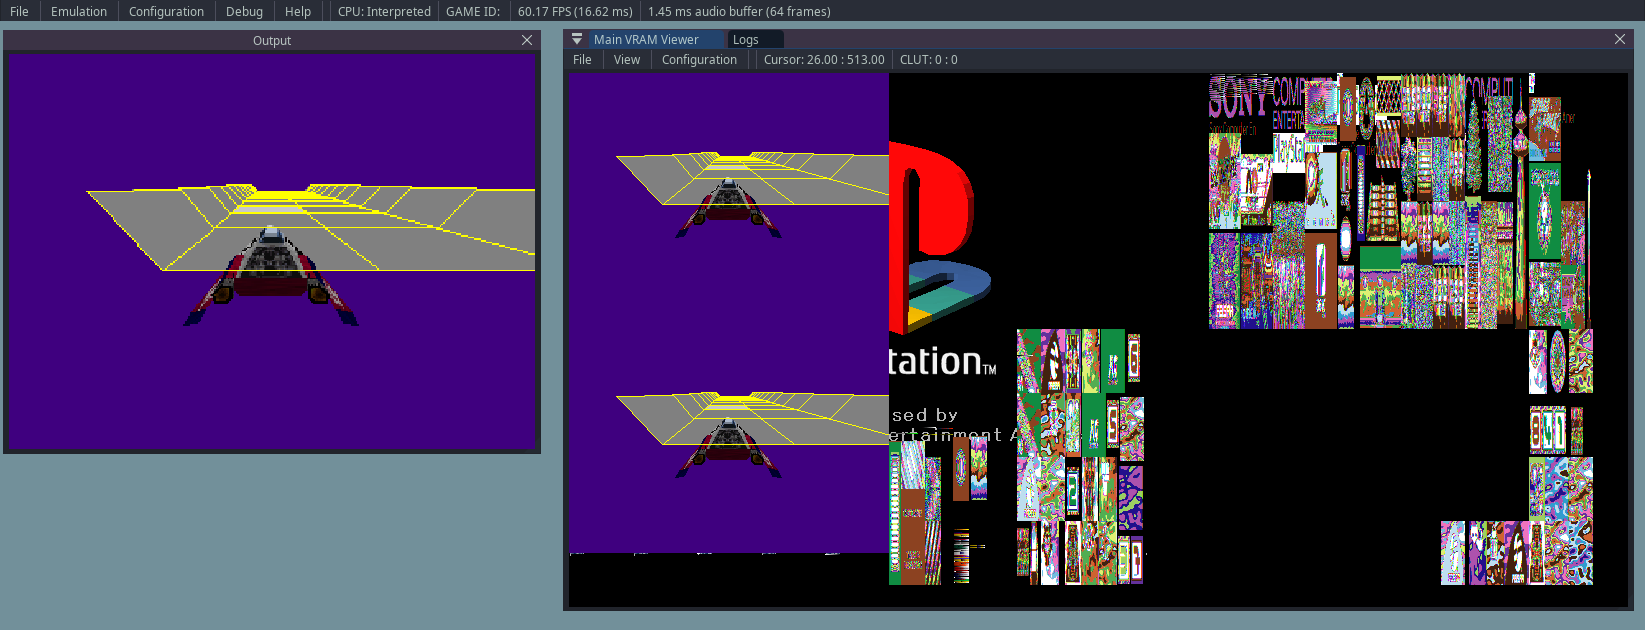 File Emulation Configuration Debug Help CPU: Interpreted GAME ID: 60.17 FPS (16.62 ms) 1.45 ms audio buffer (64 frames)
Output
Main VRAM Viewer Logs
File View Configuration Cursor: 26.00 : 513.00 CLUT: 0 : 0
SONY
tation™
sed by
ertainment A